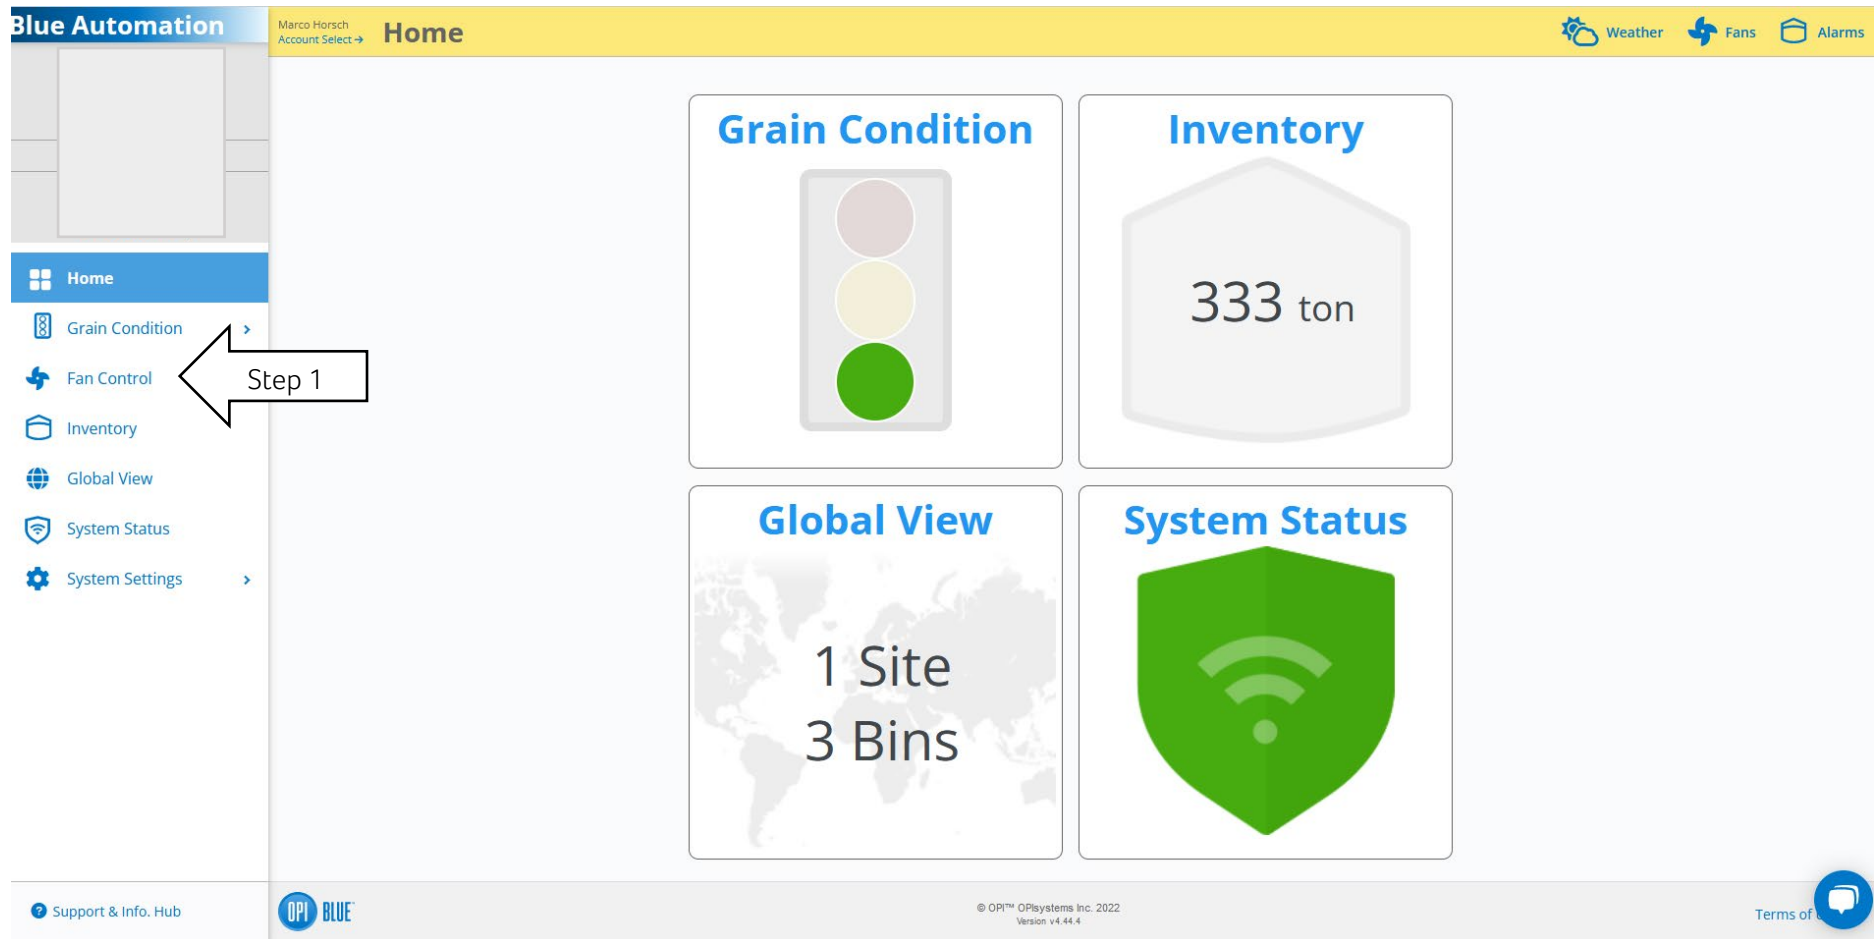 Blue Automation
Marco Horsch
Account Select→
Home
Weather
Fans
Alarms
Home
Grain Condition
Fan Control
Inventory
Global View
System Status
System Settings
Step 1
Grain Condition
Inventory
333 ton
Global View
1 Site
3 Bins
System Status
Support & Info. Hub
OPI BLUE™
© OPI™ OPIsystems Inc. 2022
Version v4.44.4
Terms of